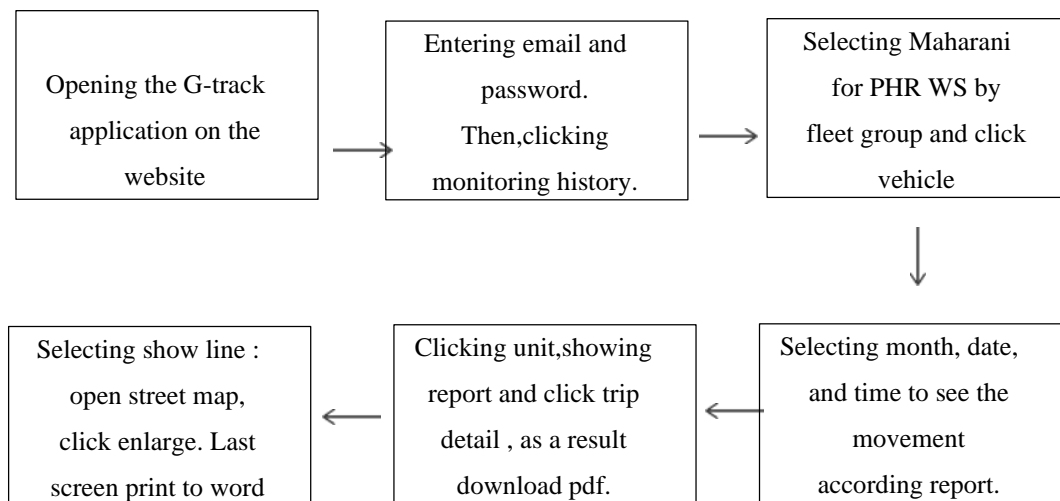 Opening the G-track
application on the
website
Entering email and
password.
Then,clicking
monitoring history.
Selecting Maharani
for PHR WS by
fleet group and click
vehicle
Selecting month, date,
and time to see the
movement
according report.
Clicking unit,showing
report and click trip
detail , as a result
download pdf.
Selecting show line :
open street map,
click enlarge. Last
screen print to word